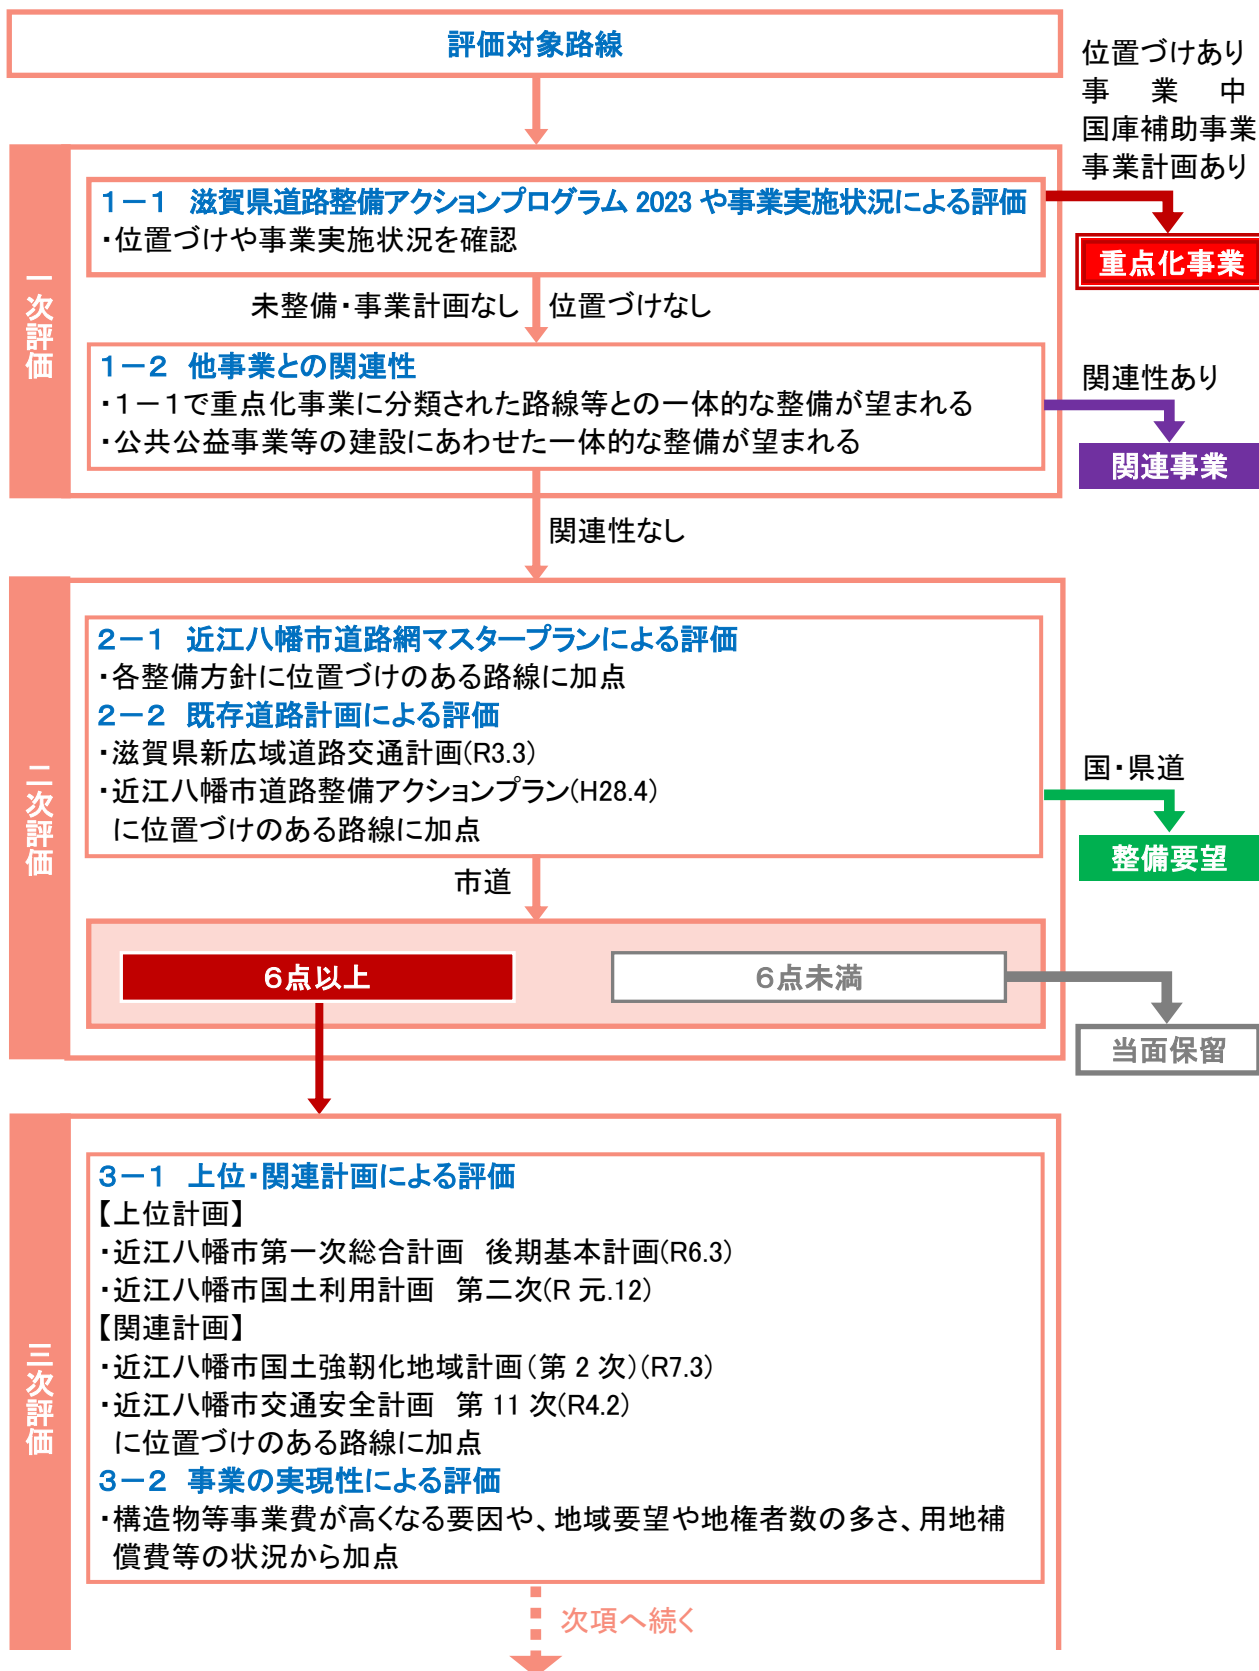 評価対象路線
位置づけあり
事業中
国庫補助事業
事業計画あり
一次評価
1－1 滋賀県道路整備アクションプログラム 2023 や事業実施状況による評価
・位置づけや事業実施状況を確認
重点化事業
未整備・事業計画なし 位置づけなし
1－2 他事業との関連性
・1－1で重点化事業に分類された路線等との一体的な整備が望まれる
・公共公益事業等の建設にあわせた一体的な整備が望まれる
関連性あり
関連事業
関連性なし
二次評価
2－1 近江八幡市道路網マスタープランによる評価
・各整備方針に位置づけのある路線に加点
2－2 既存道路計画による評価
・滋賀県新広域道路交通計画(R3.3)
・近江八幡市道路整備アクションプラン(H28.4)
に位置づけのある路線に加点
国・県道
整備要望
市道
6点以上
6点未満
当面保留
三次評価
3－1 上位・関連計画による評価
【上位計画】
・近江八幡市第一次総合計画 後期基本計画(R6.3)
・近江八幡市国土利用計画 第二次(R 元.12)
【関連計画】
・近江八幡市国土強靭化地域計画（第 2 次）(R7.3)
・近江八幡市交通安全計画 第 11 次(R4.2)
に位置づけのある路線に加点
3－2 事業の実現性による評価
・構造物等事業費が高くなる要因や、地域要望や地権者数の多さ、用地補
償費等の状況から加点
次項へ続く